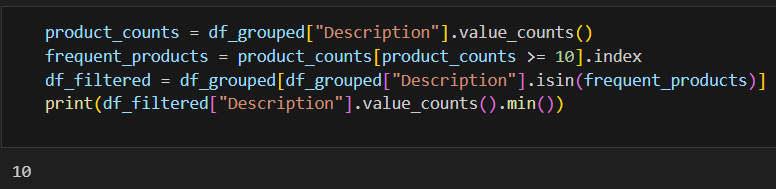 product_counts = df_grouped["Description"].value_counts()
frequent_products = product_counts[product_counts >= 10].index
df_filtered = df_grouped[df_grouped["Description"].isin(frequent_products)]
print(df_filtered["Description"].value_counts().min())
10